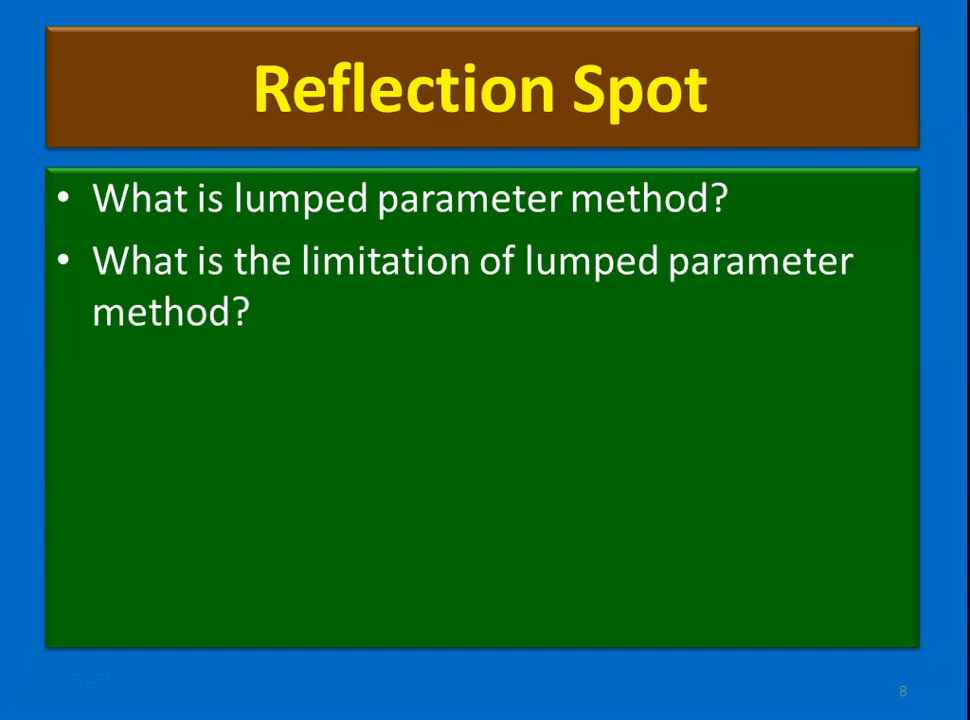 Reflection Spot
• What is lumped parameter method?
• What is the limitation of lumped parameter
method?
8